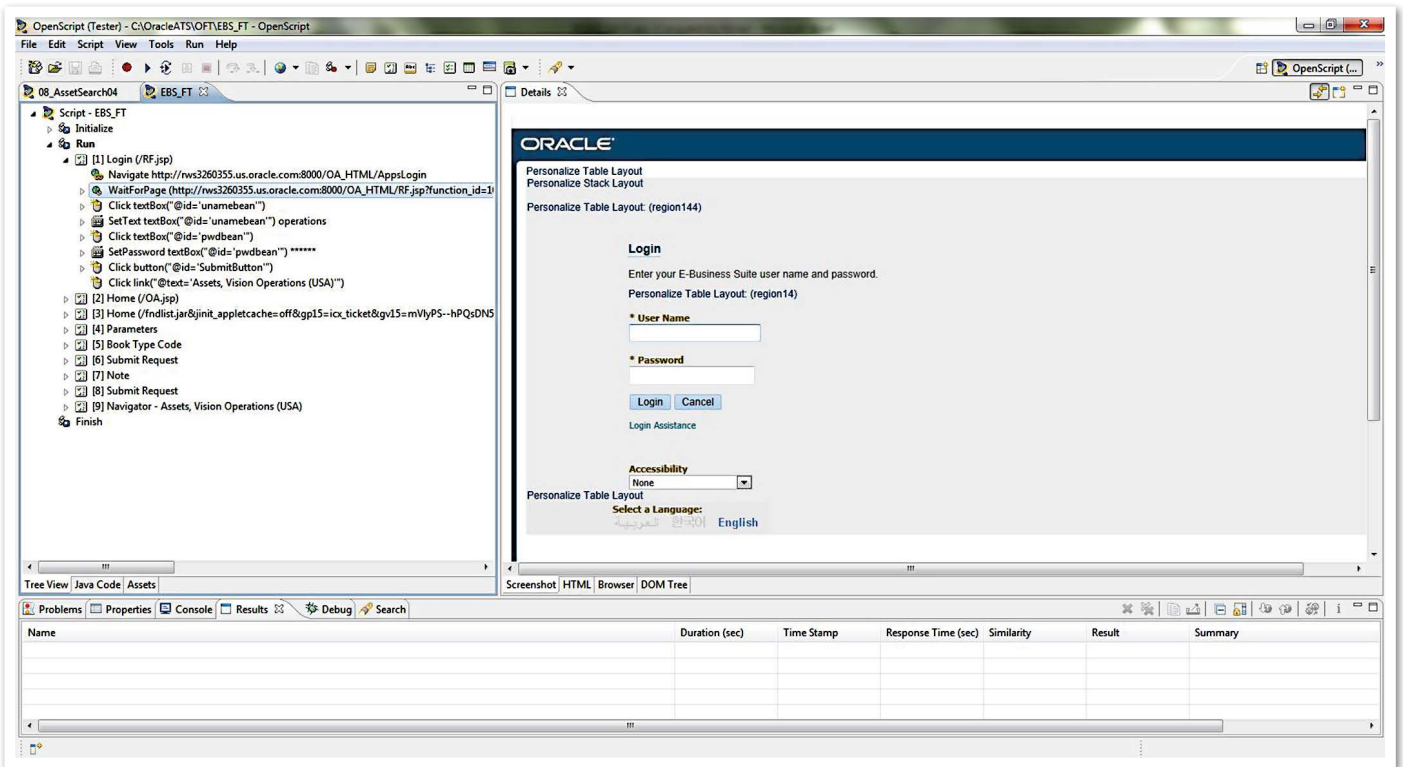 OpenScript (Tester) - C:\OracleATS\OFT\EBS_FT - OpenScript
File Edit Script View Tools Run Help
OpenScript (...
08_AssetSearch04 EBS_FT
Script - EBS_FT
Initialize
Run
[1] Login (/RF.jsp)
Navigate http://rws3260355.us.oracle.com:8000/OA_HTML/AppsLogin
WaitForPage (http://rws3260355.us.oracle.com:8000/OA_HTML/RF.jsp?function_id=1
Click textBox("@id='unamebean'")
SetText textBox("@id='unamebean'") operations
Click textBox("@id='pwdbean'")
SetPassword textBox("@id='pwdbean'") ******
Click button("@id='SubmitButton'")
Click link("@text='Assets, Vision Operations (USA)'")
[2] Home (/OA.jsp)
[3] Home (/fndlist.jar&jinit_appletcache=off&gp15=icx_ticket&gv15=mVIyPS--hPQsDN5
[4] Parameters
[5] Book Type Code
[6] Submit Request
[7] Note
[8] Submit Request
[9] Navigator - Assets, Vision Operations (USA)
Finish
Tree View Java Code Assets
Details
ORACLE
Personalize Table Layout
Personalize Stack Layout
Personalize Table Layout: (region144)
Login
Enter your E-Business Suite user name and password.
Personalize Table Layout: (region14)
* User Name
* Password
Login Cancel
Login Assistance
Accessibility
None
Personalize Table Layout
Select a Language:
العربية 한국어 English
Screenshot HTML Browser DOM Tree
Problems Properties Console Results Debug Search
Name Duration (sec) Time Stamp Response Time (sec) Similarity Result Summary